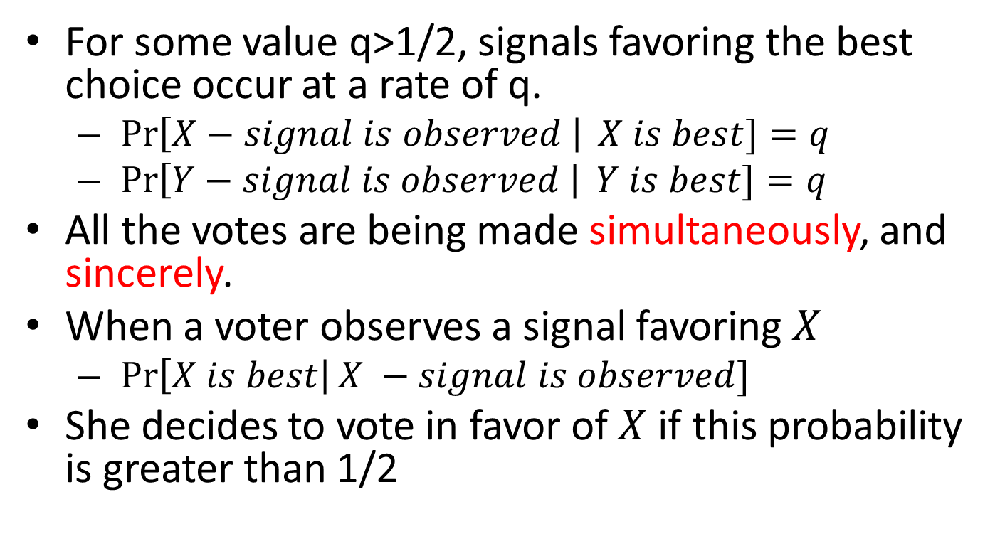 • For some value q>1/2, signals favoring the best
choice occur at a rate of q.
– Pr[X − signal is observed | X is best] = q
– Pr[Y − signal is observed | Y is best] = q
• All the votes are being made simultaneously, and
sincerely.
• When a voter observes a signal favoring X
– Pr[X is best| X − signal is observed]
• She decides to vote in favor of X if this probability
is greater than 1/2